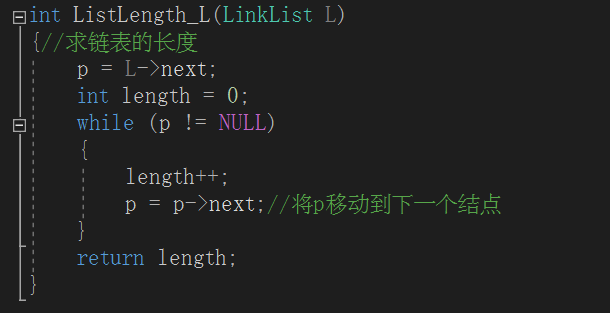 int ListLength_L(LinkList L)
{//求链表的长度
p = L->next;
int length = 0;
while (p != NULL)
{
length++;
p = p->next;//将p移动到下一个结点
}
return length;
}